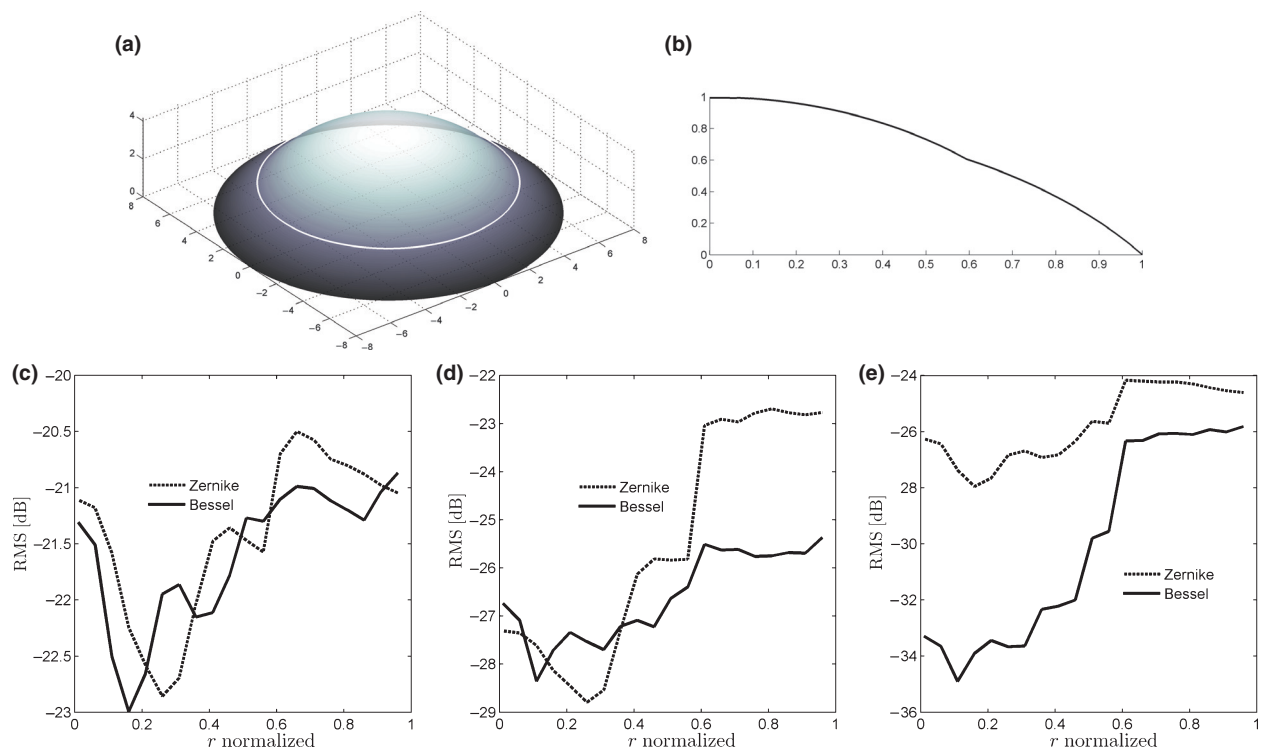 (a)
4
2
0
8
6
4
2
0
−2
−4
−6
−8
−8
−6
−4
−2
0
2
4
6
8
(b)
1
0.8
0.6
0.4
0.2
0
0 0.1 0.2 0.3 0.4 0.5 0.6 0.7 0.8 0.9 1
(c)
−20
−20.5
−21
−21.5
−22
−22.5
−23
RMS [dB]
Zernike
Bessel
0 0.2 0.4 0.6 0.8 1
r normalized
(d)
−22
−23
−24
−25
−26
−27
−28
−29
RMS [dB]
Zernike
Bessel
0 0.2 0.4 0.6 0.8 1
r normalized
(e)
−24
−26
28
−30
−32
−34
−36
RMS [dB]
Zernike
Bessel
0 0.2 0.4 0.6 0.8 1
r normalized